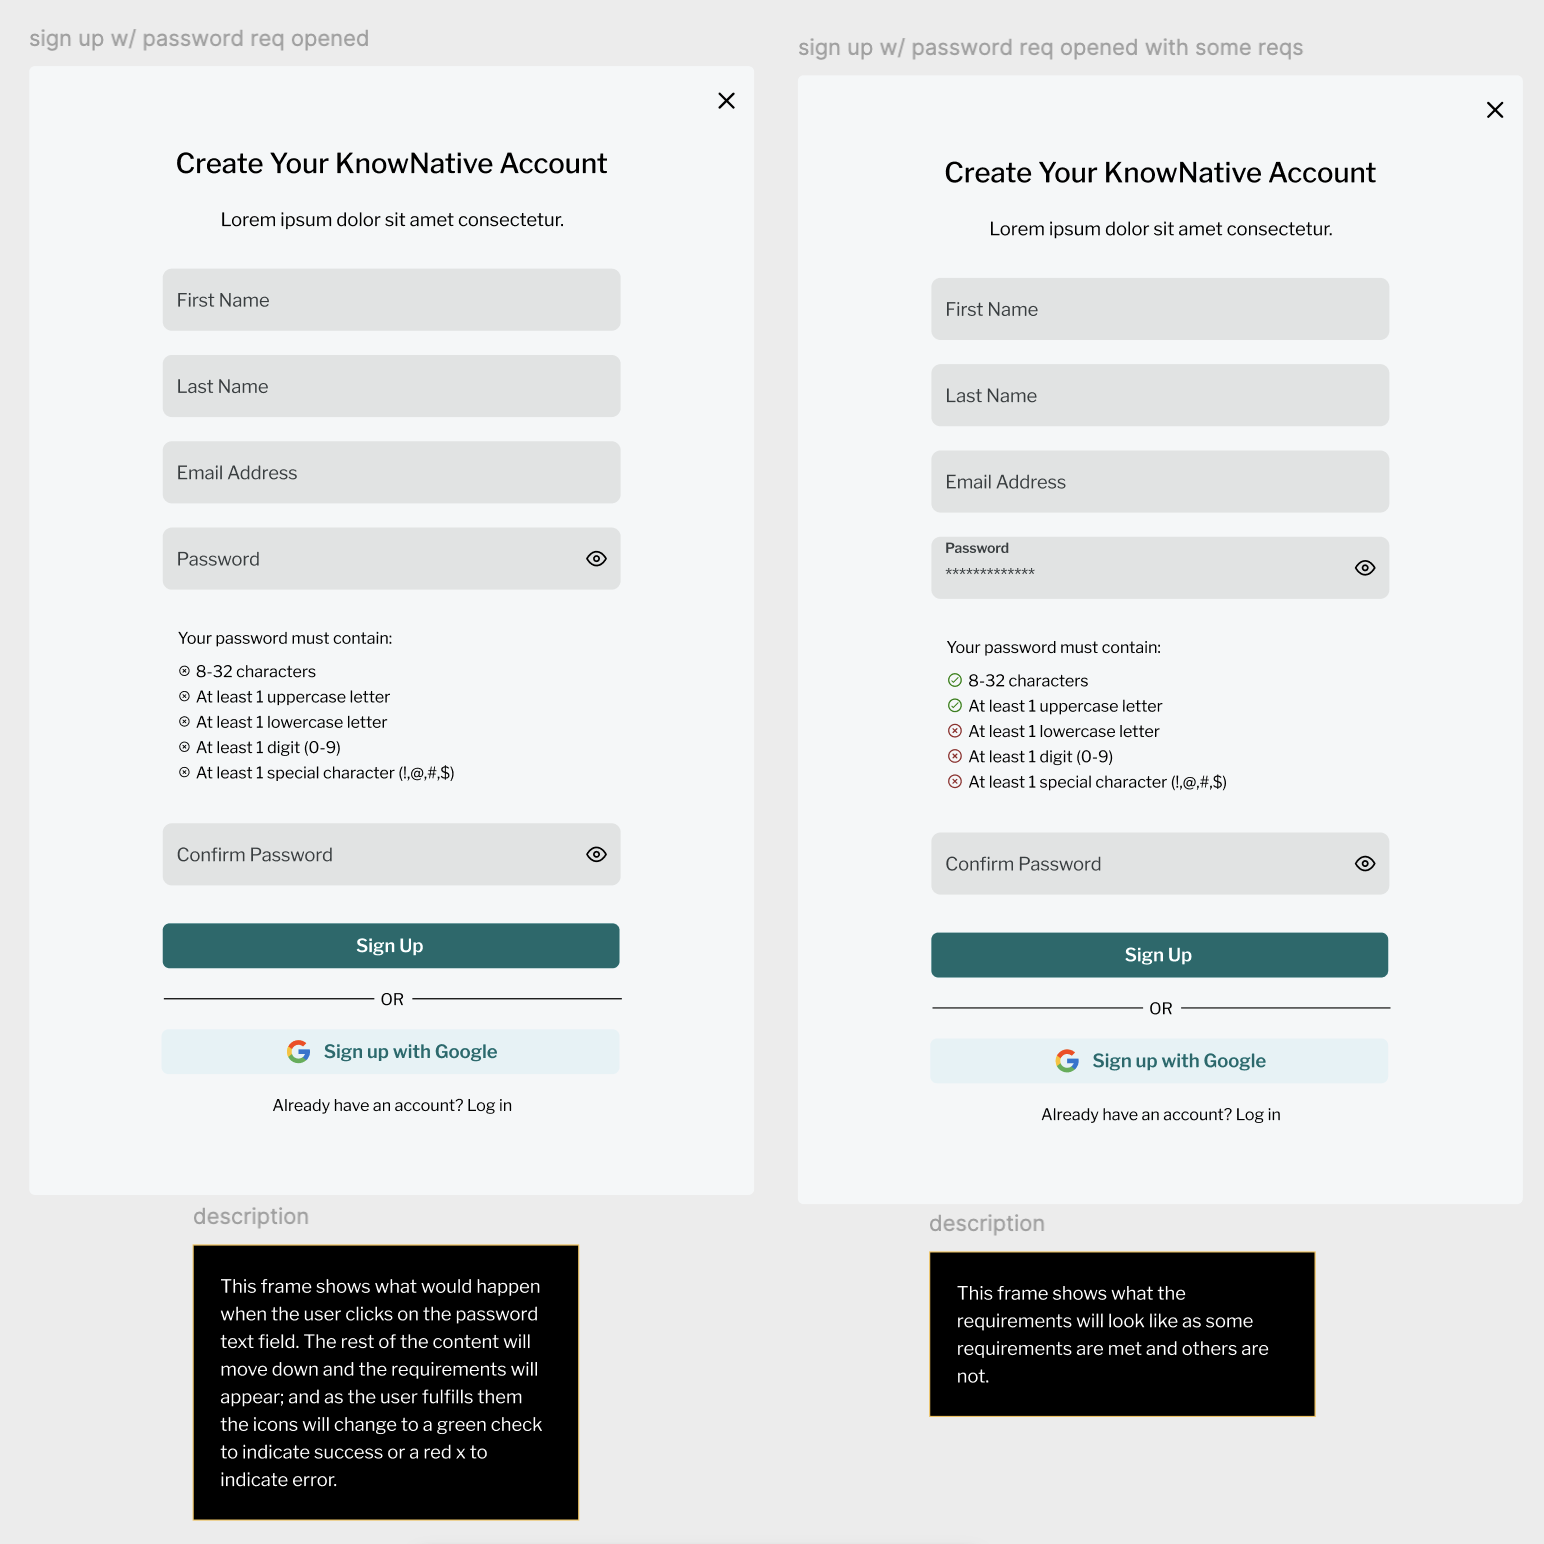 sign up w/ password req opened
Create Your KnowNative Account
Lorem ipsum dolor sit amet consectetur.
First Name
Last Name
Email Address
Password
Your password must contain:
8-32 characters
At least 1 uppercase letter
At least 1 lowercase letter
At least 1 digit (0-9)
At least 1 special character (!,@,#,$)
Confirm Password
Sign Up
OR
Sign up with Google
Already have an account? Log in
description
This frame shows what would happen
when the user clicks on the password
text field. The rest of the content will
move down and the requirements will
appear; and as the user fulfills them
the icons will change to a green check
to indicate success or a red x to
indicate error.
sign up w/ password req opened with some reqs
Create Your KnowNative Account
Lorem ipsum dolor sit amet consectetur.
First Name
Last Name
Email Address
Password
*************
Your password must contain:
8-32 characters
At least 1 uppercase letter
At least 1 lowercase letter
At least 1 digit (0-9)
At least 1 special character (!,@,#,$)
Confirm Password
Sign Up
OR
Sign up with Google
Already have an account? Log in
description
This frame shows what the
requirements will look like as some
requirements are met and others are
not.